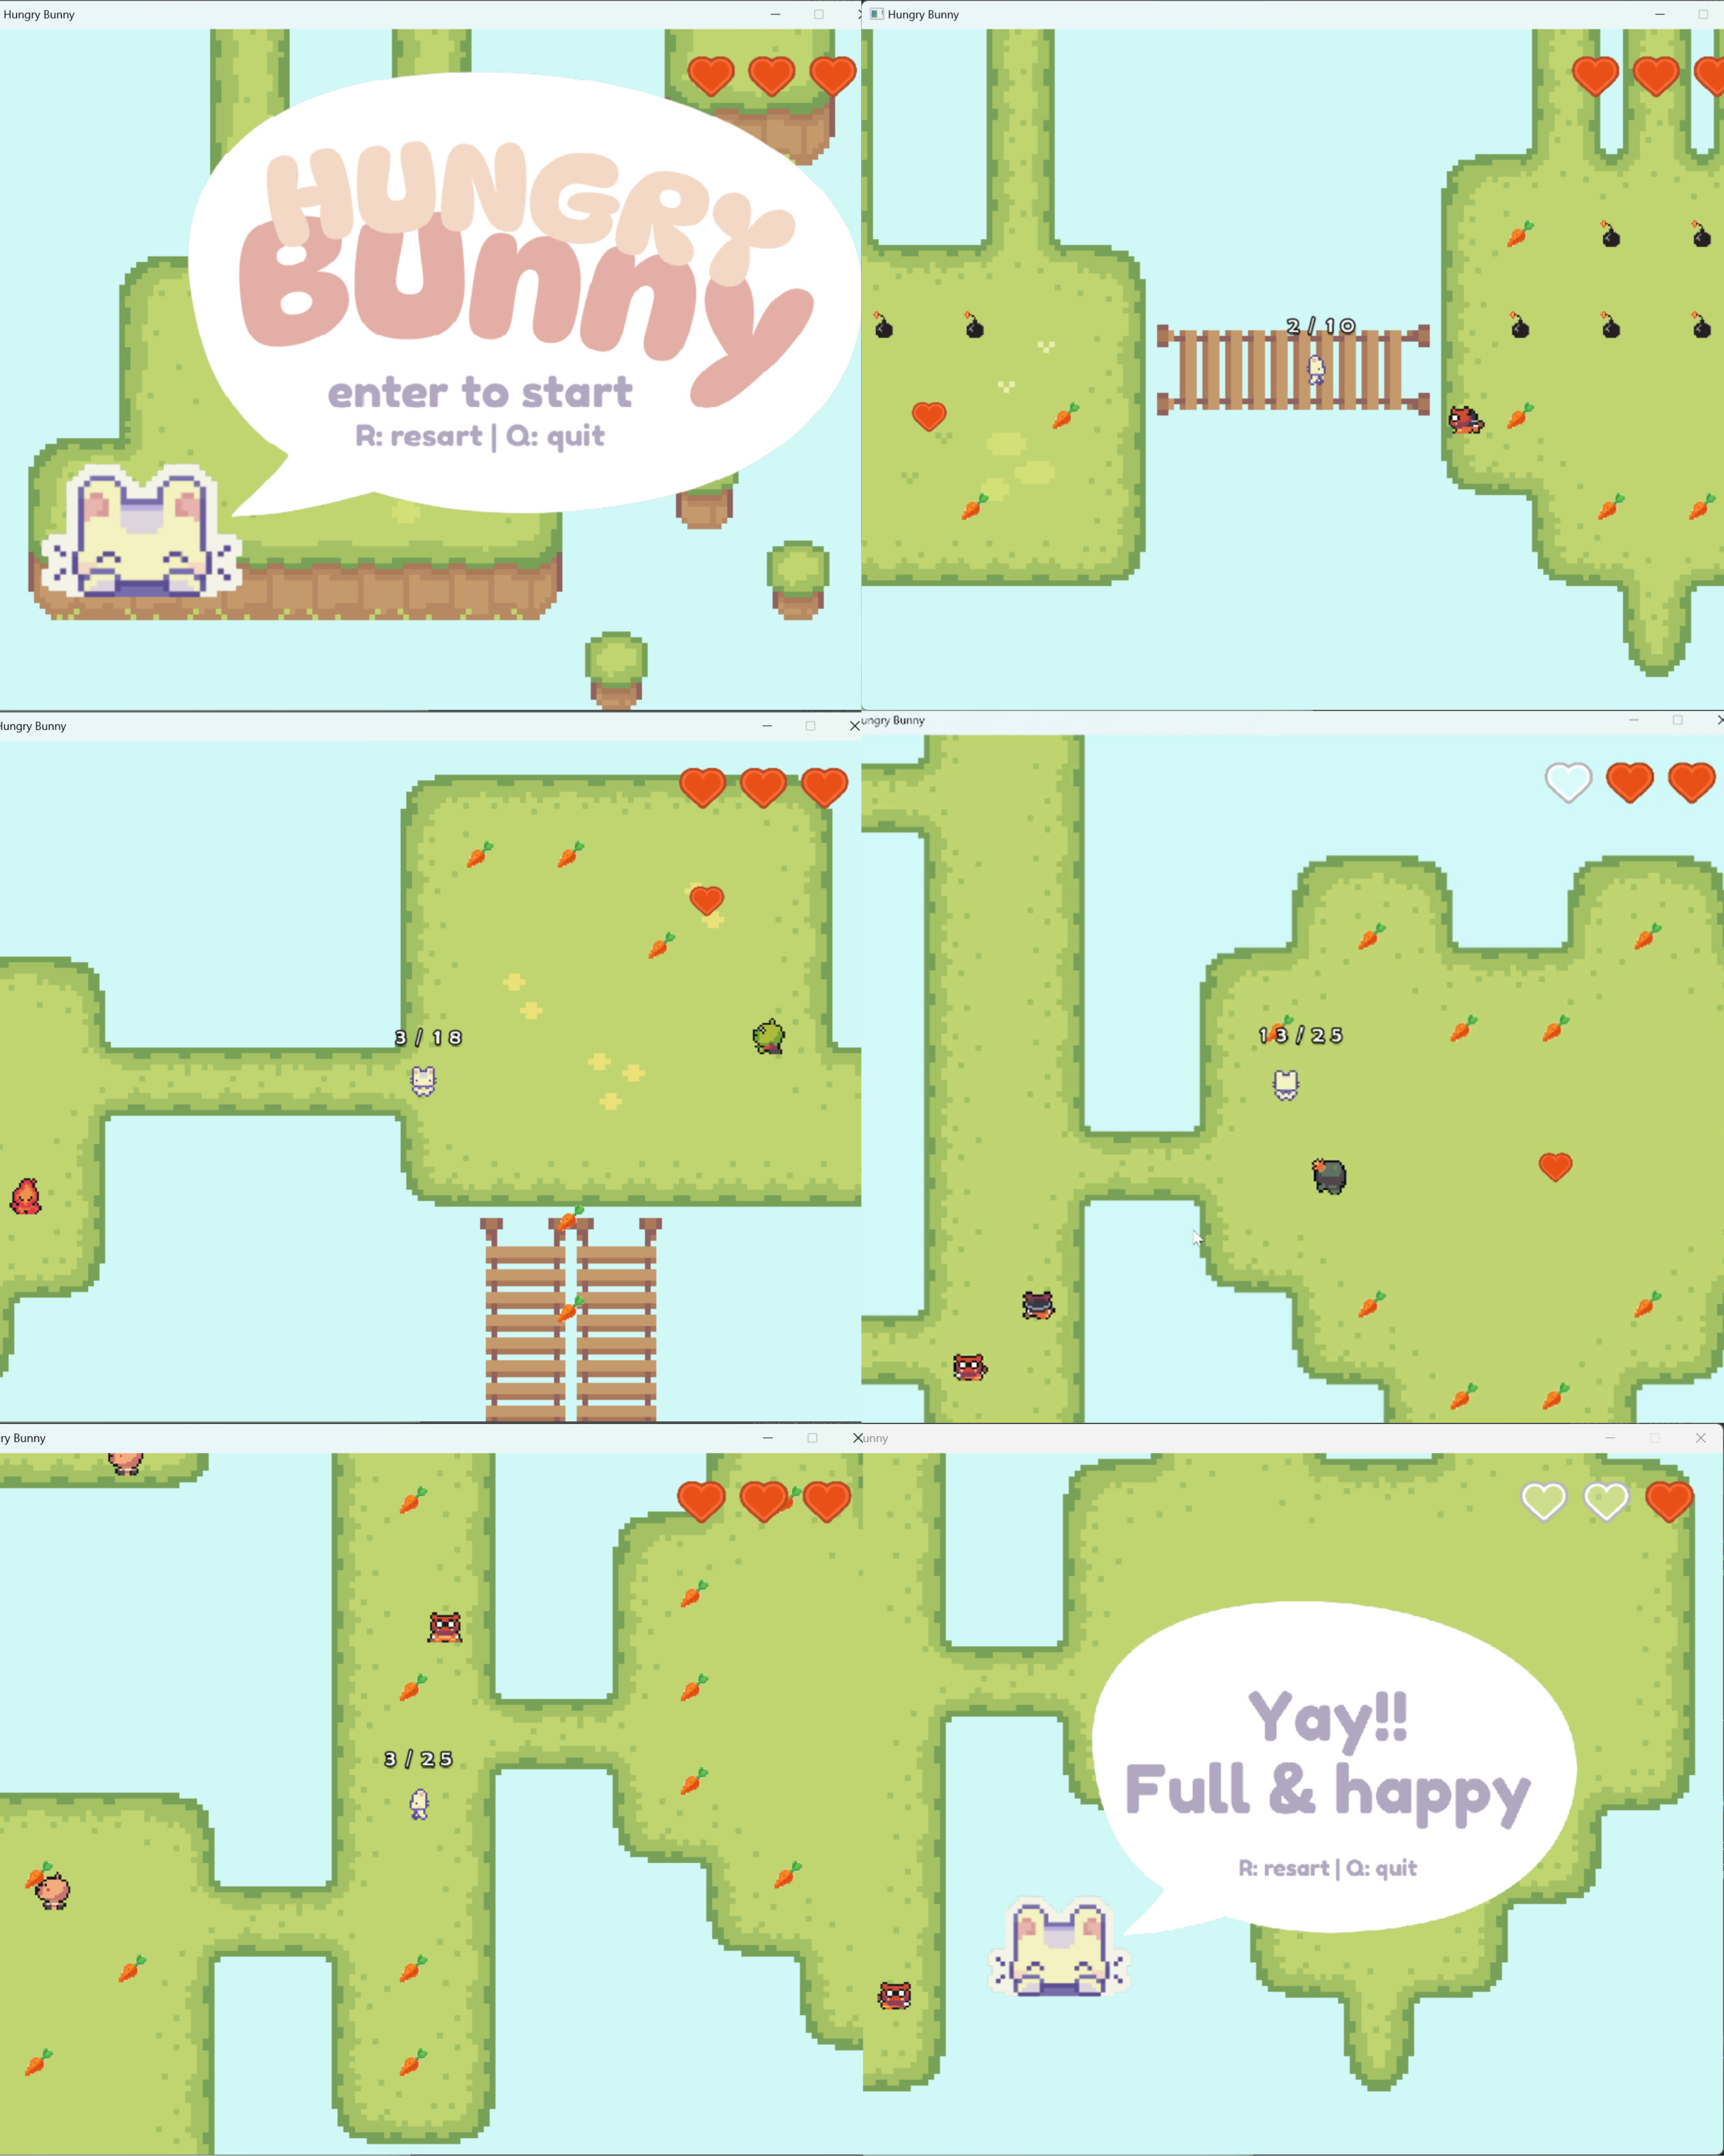 Hungry Bunny
HUNGRY
BUnny
enter to start
R: resart | Q: quit
Hungry Bunny
2 / 10
Hungry Bunny
3 / 18
ungry Bunny
13 / 25
ry Bunny
3 / 25
unny
Yay!!
Full & happy
R: resart | Q: quit